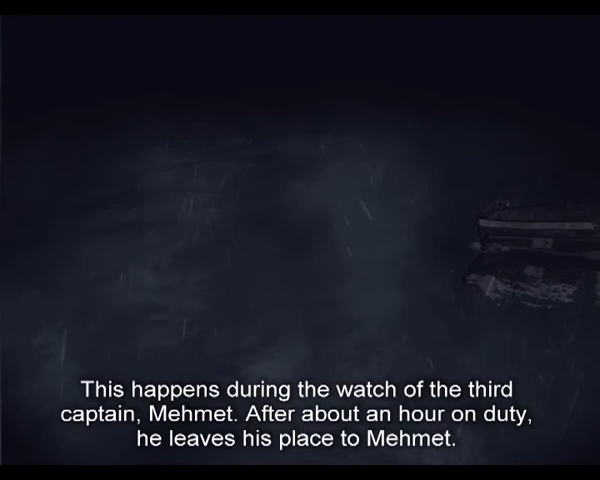 This happens during the watch of the third
captain, Mehmet. After about an hour on duty,
he leaves his place to Mehmet.